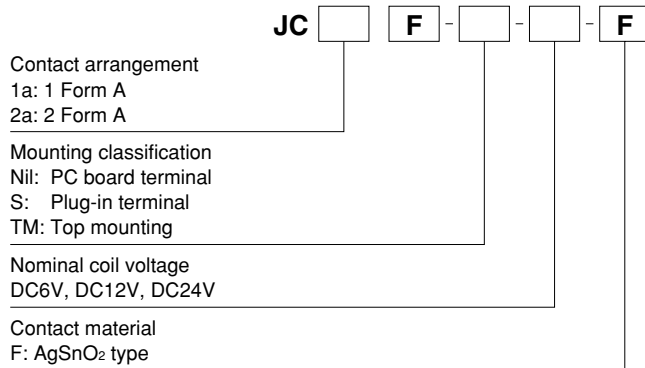 JC F - - - F
Contact arrangement
1a: 1 Form A
2a: 2 Form A
Mounting classification
Nil: PC board terminal
S: Plug-in terminal
TM: Top mounting
Nominal coil voltage
DC6V, DC12V, DC24V
Contact material
F: AgSnO₂ type